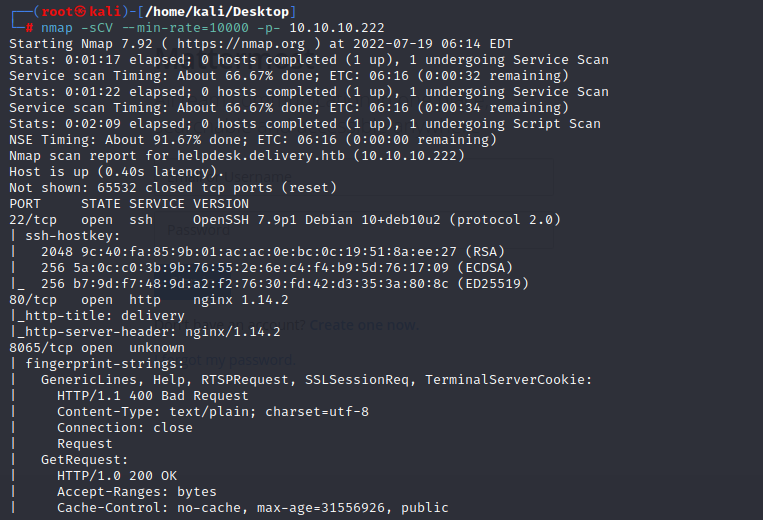 ┌──(root㉿kali)-[/home/kali/Desktop]
└─# nmap -sCV --min-rate=10000 -p- 10.10.10.222
Starting Nmap 7.92 ( https://nmap.org ) at 2022-07-19 06:14 EDT
Stats: 0:01:17 elapsed; 0 hosts completed (1 up), 1 undergoing Service Scan
Service scan Timing: About 66.67% done; ETC: 06:16 (0:00:32 remaining)
Stats: 0:01:22 elapsed; 0 hosts completed (1 up), 1 undergoing Service Scan
Service scan Timing: About 66.67% done; ETC: 06:16 (0:00:34 remaining)
Stats: 0:02:09 elapsed; 0 hosts completed (1 up), 1 undergoing Script Scan
NSE Timing: About 91.67% done; ETC: 06:16 (0:00:00 remaining)
Nmap scan report for helpdesk.delivery.htb (10.10.10.222)
Host is up (0.40s latency).
Not shown: 65532 closed tcp ports (reset)
PORT     STATE SERVICE VERSION
22/tcp   open  ssh     OpenSSH 7.9p1 Debian 10+deb10u2 (protocol 2.0)
| ssh-hostkey:
|   2048 9c:40:fa:85:9b:01:ac:ac:0e:bc:0c:19:51:8a:ee:27 (RSA)
|   256 5a:0c:c0:3b:9b:76:55:2e:6e:c4:f4:b9:5d:76:17:09 (ECDSA)
|_  256 b7:9d:f7:48:9d:a2:f2:76:30:fd:42:d3:35:3a:80:8c (ED25519)
80/tcp   open  http    nginx 1.14.2
|_http-title: delivery
|_http-server-header: nginx/1.14.2
8065/tcp open  unknown
| fingerprint-strings:
|   GenericLines, Help, RTSPRequest, SSLSessionReq, TerminalServerCookie:
|     HTTP/1.1 400 Bad Request
|     Content-Type: text/plain; charset=utf-8
|     Connection: close
|     Request
|   GetRequest:
|     HTTP/1.0 200 OK
|     Accept-Ranges: bytes
|     Cache-Control: no-cache, max-age=31556926, public